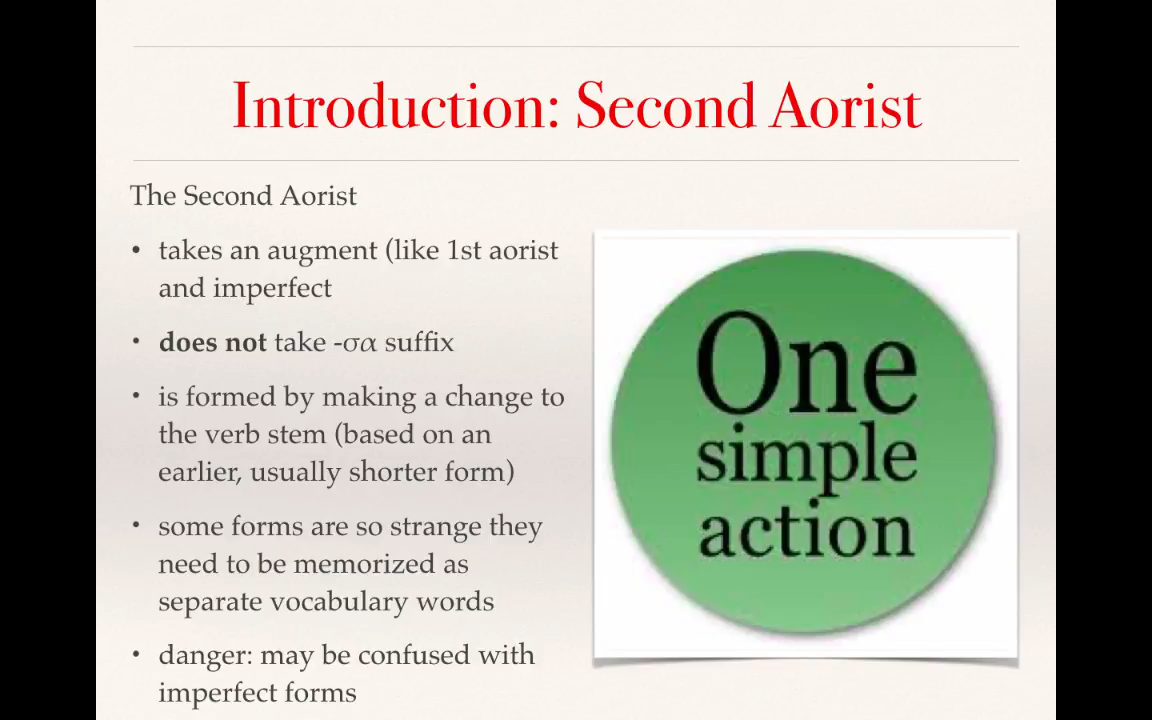 Introduction: Second Aorist
The Second Aorist
• takes an augment (like 1st aorist
and imperfect
• does not take -σα suffix
• is formed by making a change to
the verb stem (based on an
earlier, usually shorter form)
• some forms are so strange they
need to be memorized as
separate vocabulary words
• danger: may be confused with
imperfect forms
One
simple
action